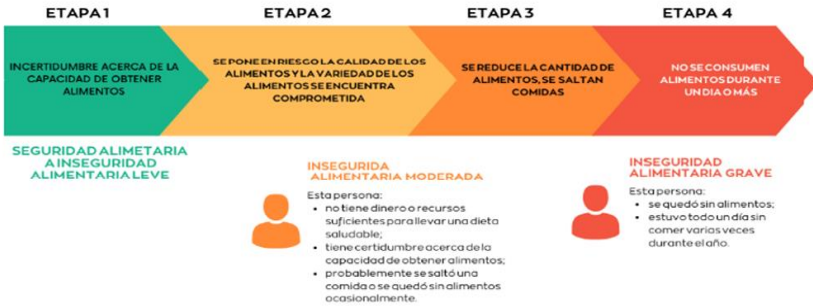 ETAPA 1
ETAPA 2
ETAPA 3
ETAPA 4
INCERTIDUMBRE ACERCA DE LA
CAPACIDAD DE OBTENER
ALIMENTOS
SE PONE EN RIESGO LA CALIDAD DE LOS
ALIMENTOS Y LA VARIEDAD DE LOS
ALIMENTOS SE ENCUENTRA
COMPROMETIDA
SE REDUCE LA CANTIDAD DE
ALIMENTOS, SE SALTAN
COMIDAS
NO SE CONSUMEN
ALIMENTOS DURANTE
UN DIA O MÁS
SEGURIDAD ALIMETARIA
A INSEGURIDAD
ALIMENTARIA LEVE
INSEGURIDA
ALIMENTARIA MODERADA
Esta persona:
• no tiene dinero o recursos
suficientes para llevar una dieta
saludable;
• tiene certidumbre acerca de la
capacidad de obtener alimentos;
• probablemente se saltó una
comida o se quedó sin alimentos
ocasionalmente.
INSEGURIDAD
ALIMENTARIA GRAVE
Esta persona:
• se quedó sin alimentos;
• estuvo todo un día sin
comer varias veces
durante el año.